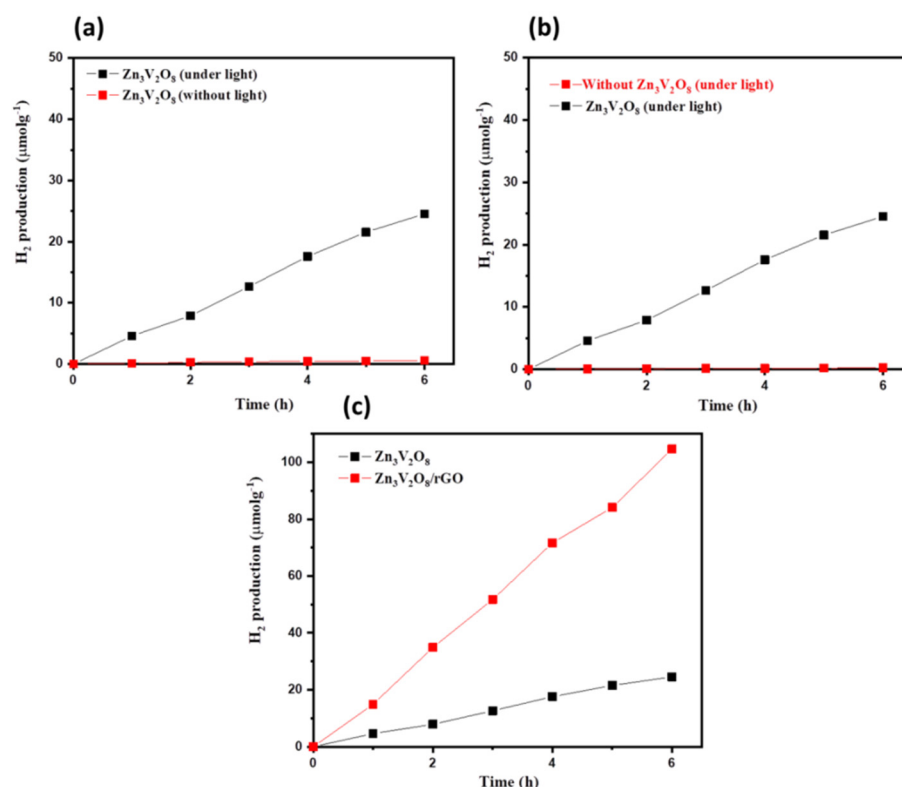 (a)
50
40
30
20
10
0
0
2
4
6
H₂ production (μmolg⁻¹)
Time (h)
Zn₃V₂O₈ (under light)
Zn₃V₂O₈ (without light)
(b)
50
40
30
20
10
0
0
2
4
6
H₂ production (μmolg⁻¹)
Time (h)
Without Zn₃V₂O₈ (under light)
Zn₃V₂O₈ (under light)
(c)
100
80
60
40
20
0
0
2
4
6
H₂ production (μmolg⁻¹)
Time (h)
Zn₃V₂O₈
Zn₃V₂O₈/rGO